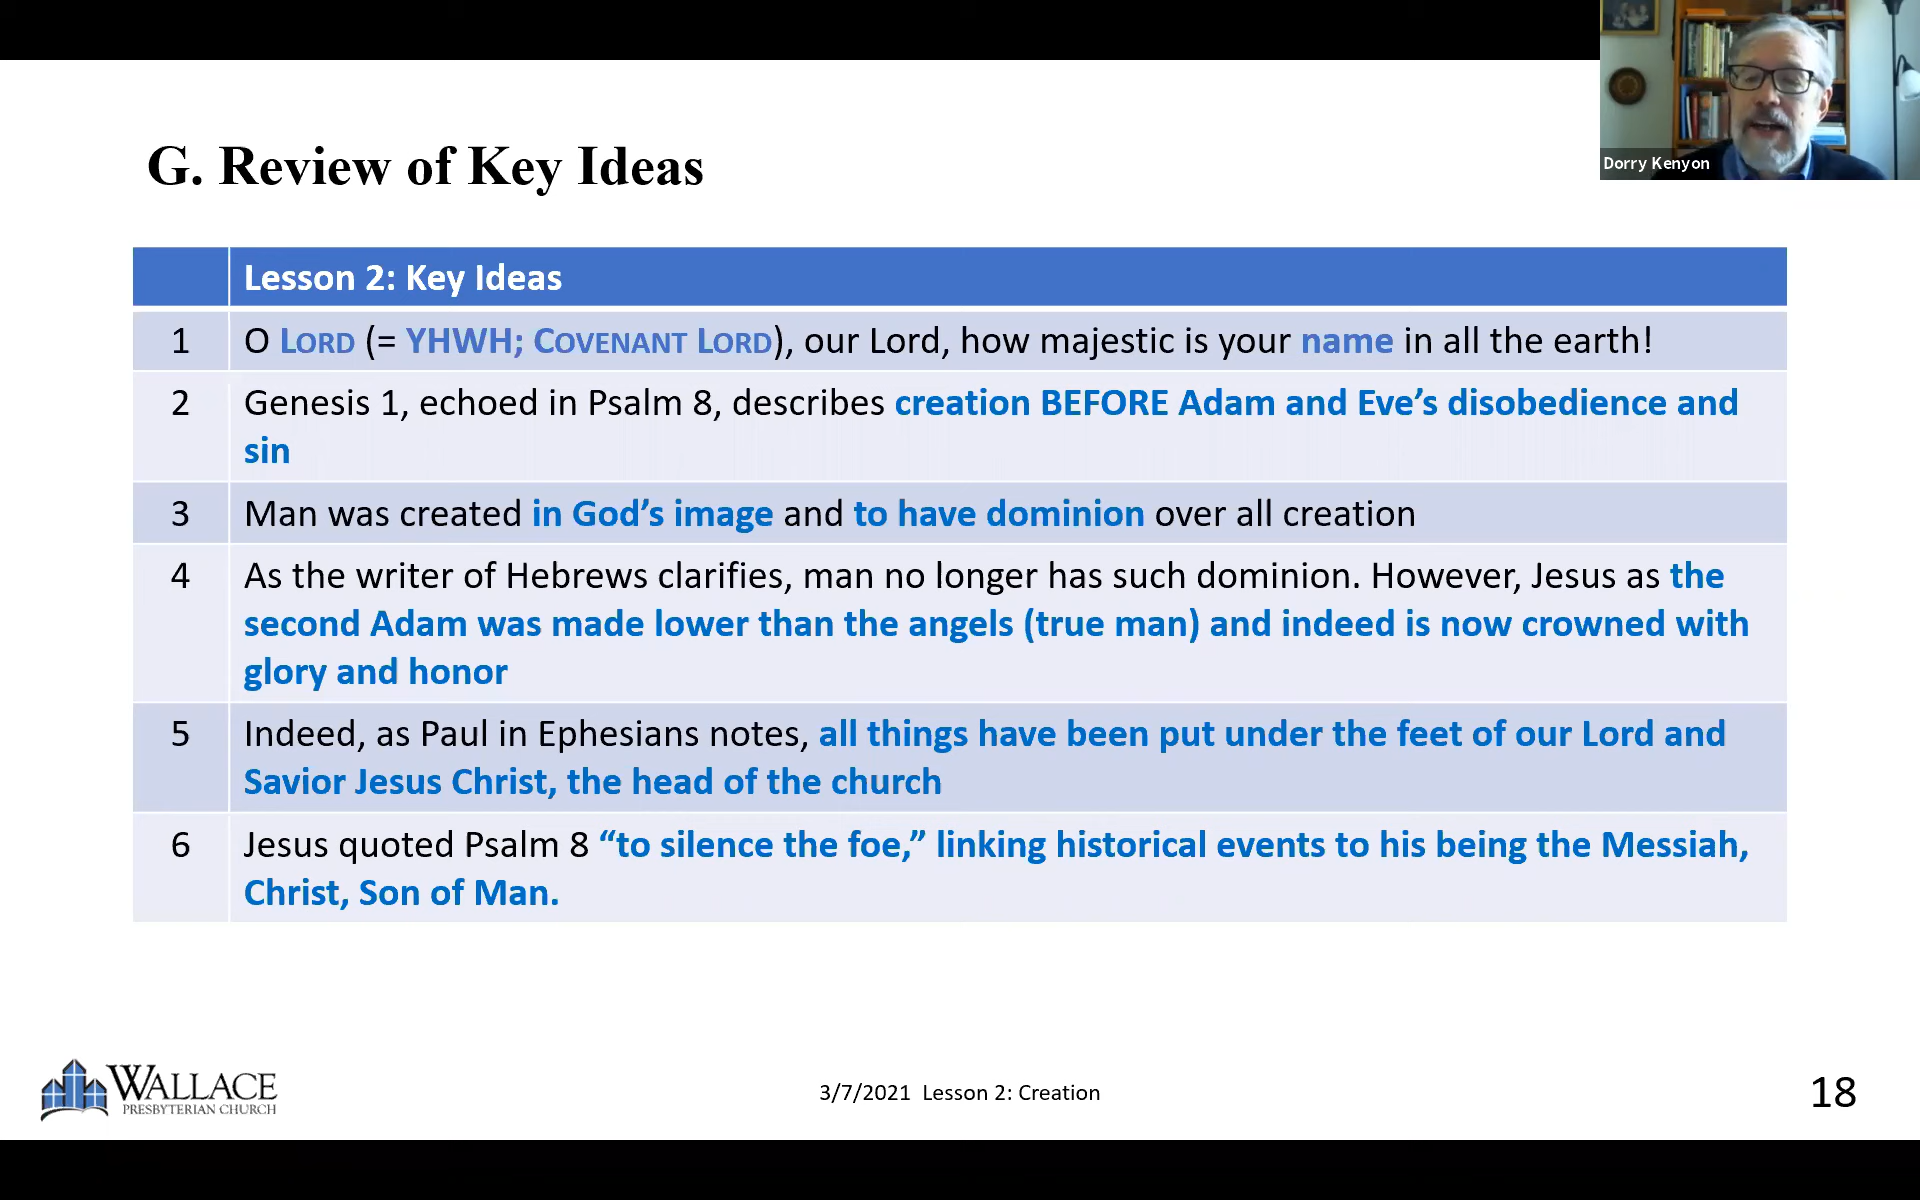 Dorry Kenyon
G. Review of Key Ideas
Lesson 2: Key Ideas
1 O LORD (= YHWH; COVENANT LORD), our Lord, how majestic is your name in all the earth!
2 Genesis 1, echoed in Psalm 8, describes creation BEFORE Adam and Eve’s disobedience and
sin
3 Man was created in God’s image and to have dominion over all creation
4 As the writer of Hebrews clarifies, man no longer has such dominion. However, Jesus as the
second Adam was made lower than the angels (true man) and indeed is now crowned with
glory and honor
5 Indeed, as Paul in Ephesians notes, all things have been put under the feet of our Lord and
Savior Jesus Christ, the head of the church
6 Jesus quoted Psalm 8 “to silence the foe,” linking historical events to his being the Messiah,
Christ, Son of Man.
WALLACE
PRESBYTERIAN CHURCH
3/7/2021 Lesson 2: Creation
18